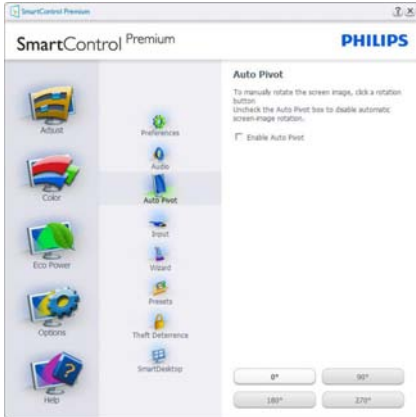 SmartControl Premium
? x
SmartControl Premium
PHILIPS
Adjust
Color
Eco Power
Options
Help
Preferences
Audio
Auto Pivot
Input
Wizard
Presets
Theft Deterrence
SmartDesktop
Auto Pivot
To manually rotate the screen image, click a rotation
button
Uncheck the Auto Pivot box to disable automatic
screen-image rotation.
Enable Auto Pivot
0°
90°
180°
270°